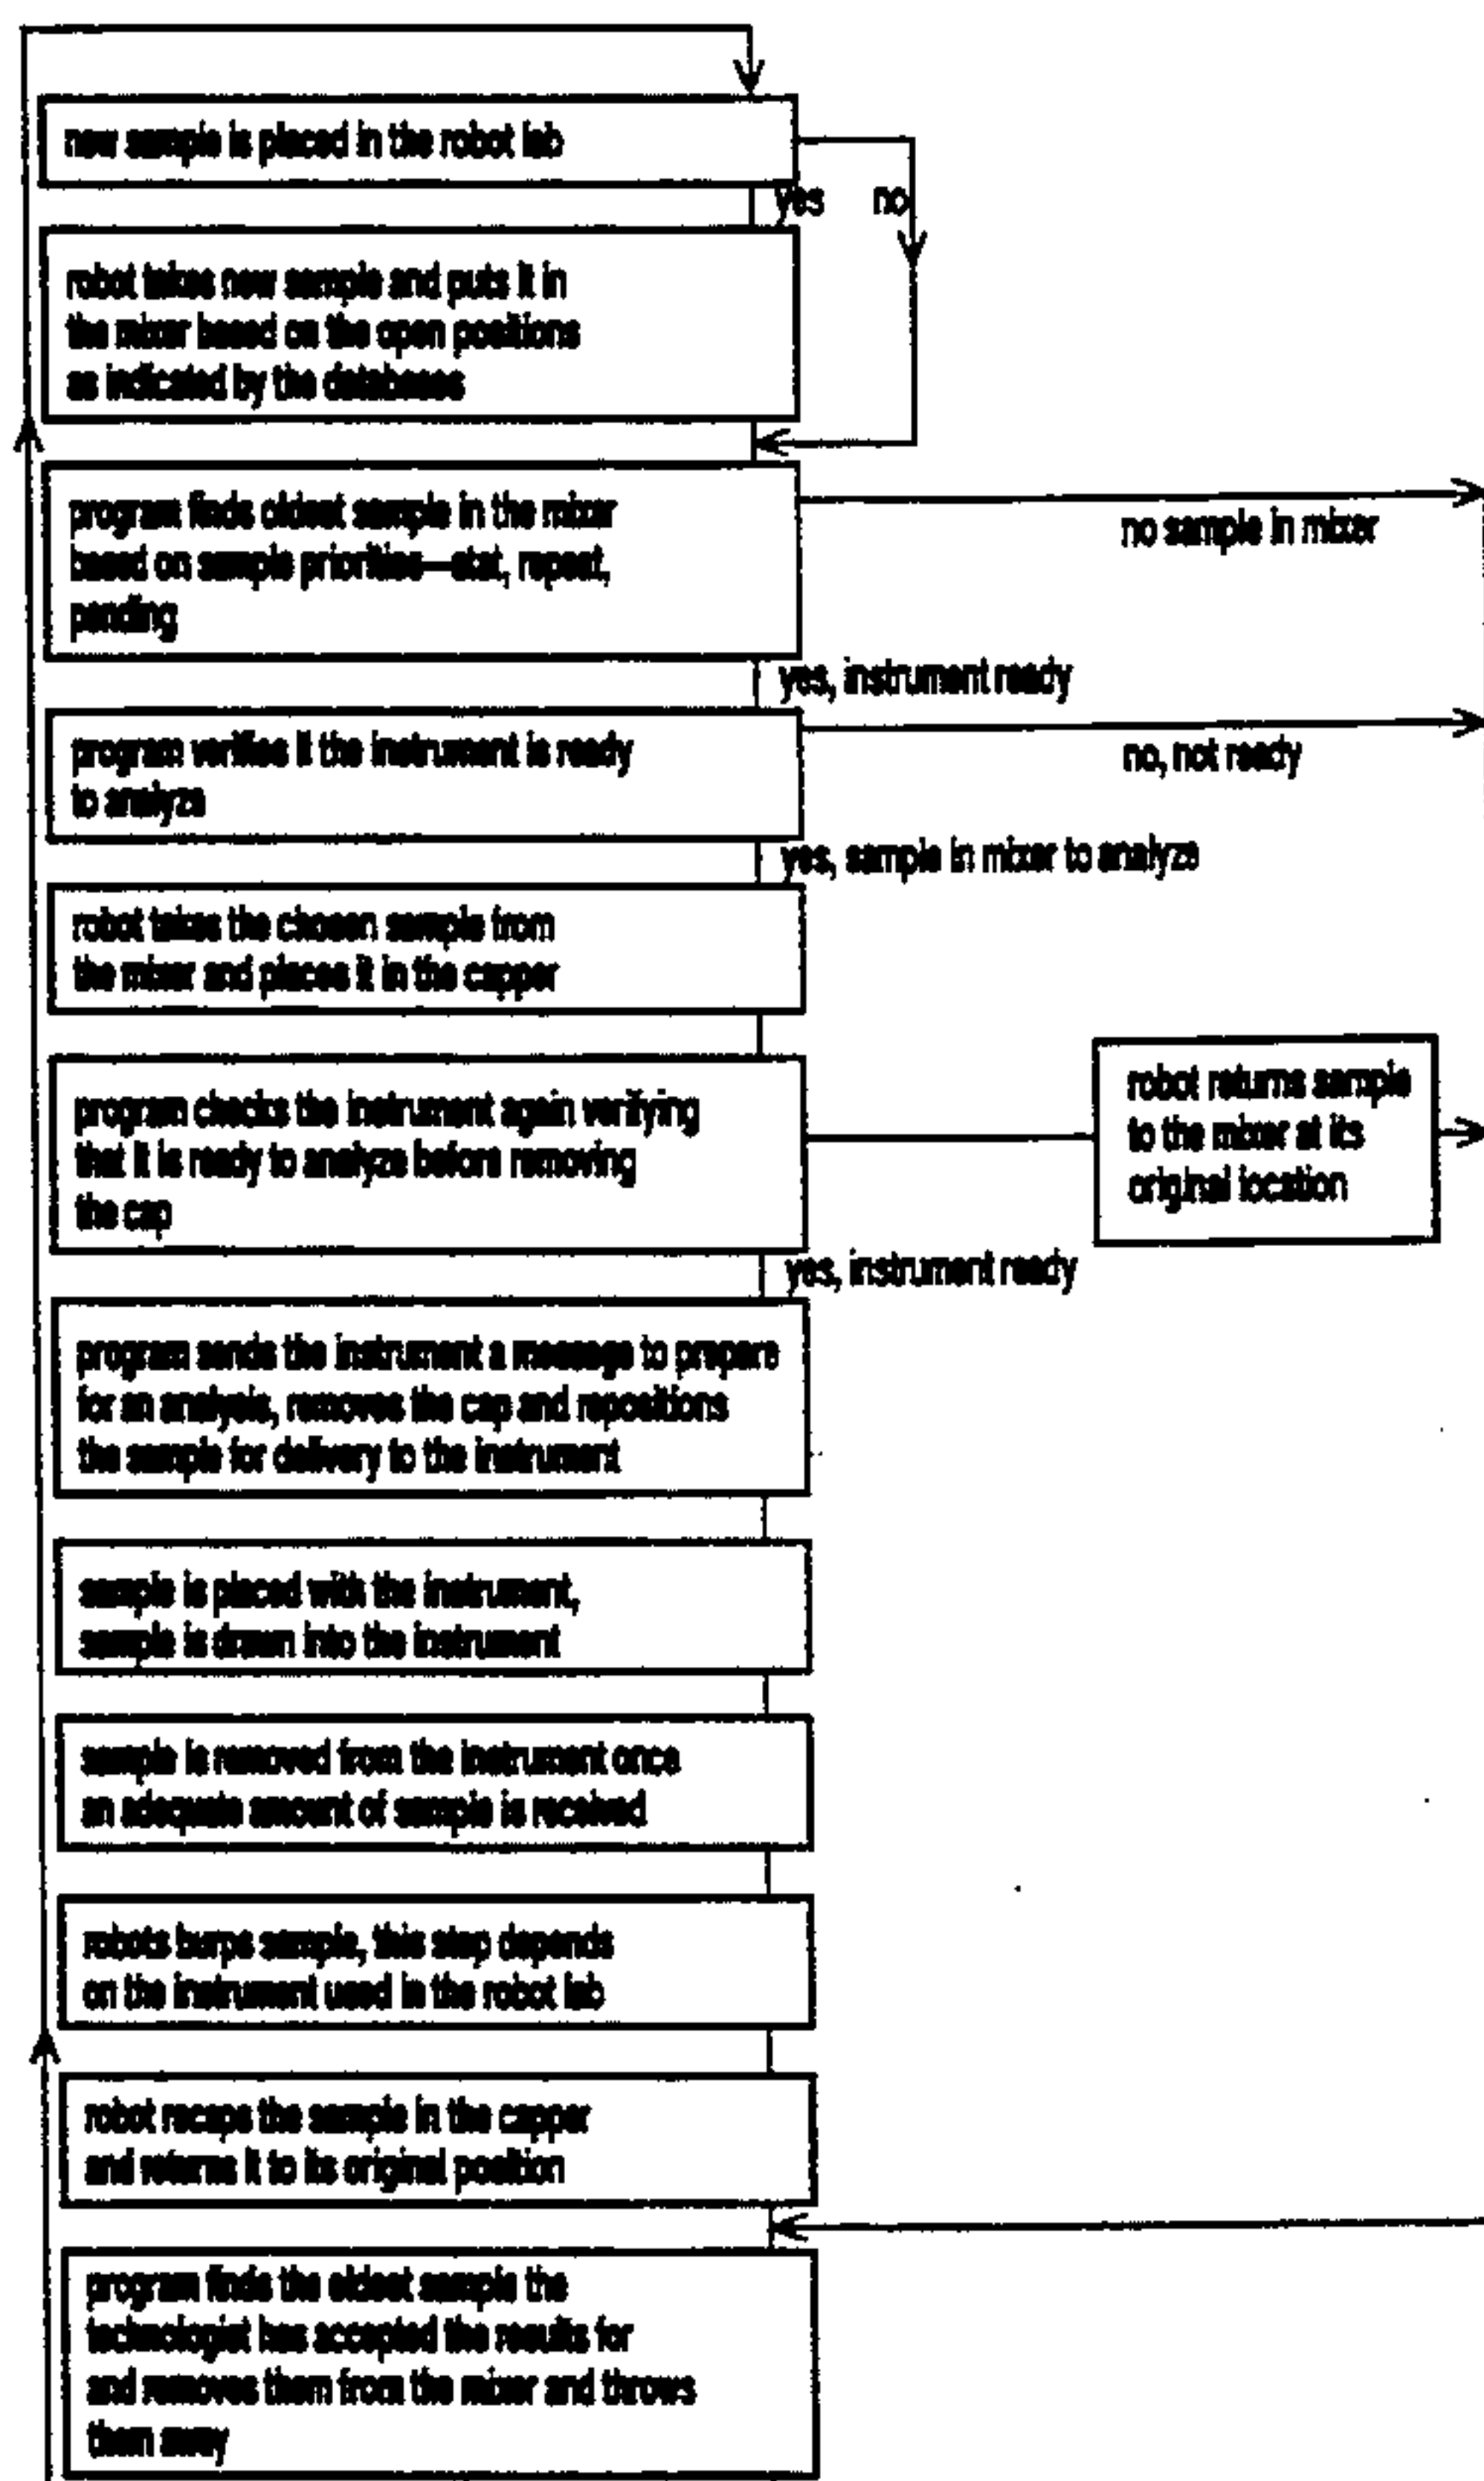 new sample is placed in the robot lab
yes no
robot takes new sample and puts it in
the mixer based on the open positions
as indicated by the databases
program finds oldest sample in the mixer
based on sample priorities—stat, repeat,
pending
no sample in mixer
yes, instrument ready
program verifies if the instrument is ready
to analyze
no, not ready
yes, sample in mixer to analyze
robot takes the chosen sample from
the mixer and places it in the capper
program checks the instrument again verifying
that it is ready to analyze before removing
the cap
robot returns sample
to the mixer at its
original location
yes, instrument ready
program sends the instrument a message to prepare
for an analysis, removes the cap and repositions
the sample for delivery to the instrument
sample is placed with the instrument,
sample is drawn into the instrument
sample is removed from the instrument once
an adequate amount of sample is received
robots burps sample, this step depends
on the instrument used in the robot lab
robot recaps the sample in the capper
and returns it to its original position
program finds the oldest sample the
technologist has accepted the results for
and removes them from the mixer and throws
them away